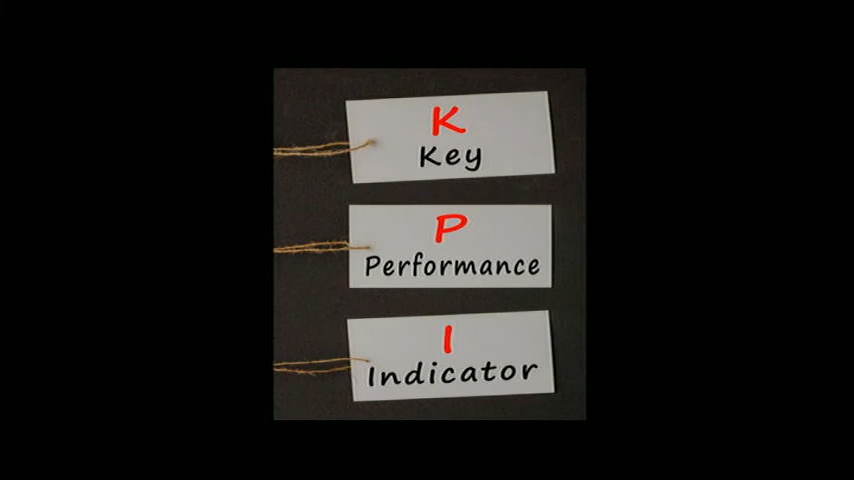 K
Key
P
Performance
I
Indicator